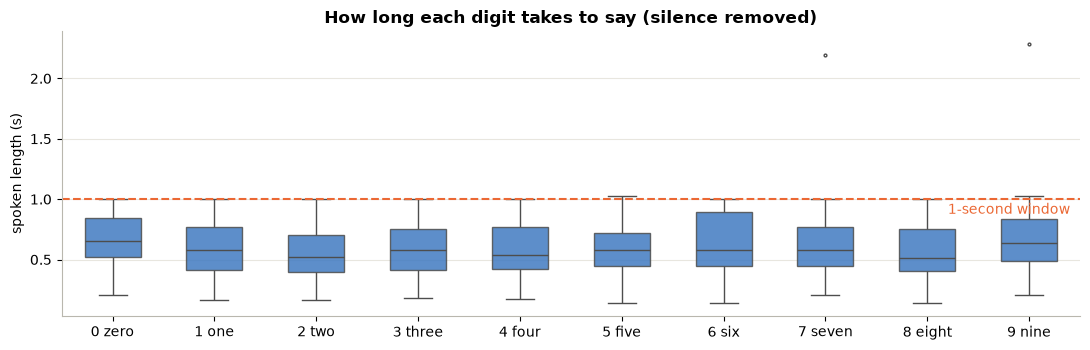 How long each digit takes to say (silence removed)
spoken length (s)
2.0
1.5
1.0
0.5
1-second window
0 zero 1 one 2 two 3 three 4 four 5 five 6 six 7 seven 8 eight 9 nine